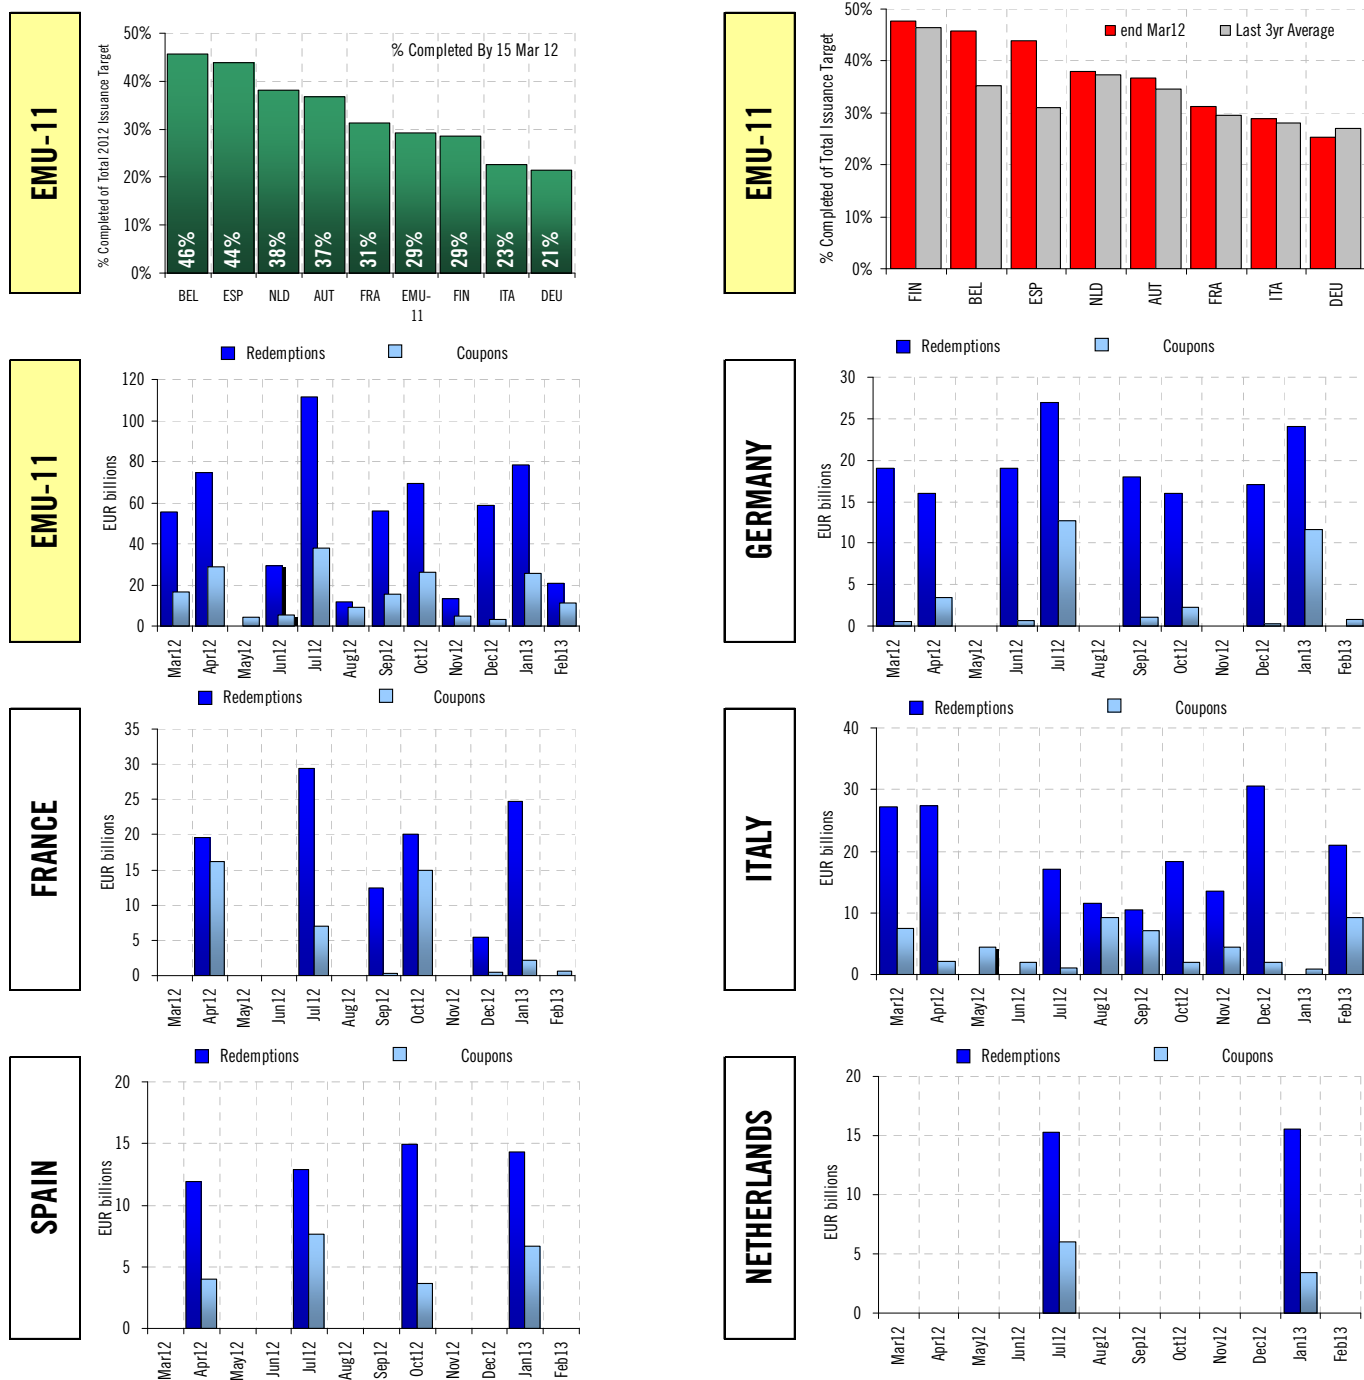 EMU-11
% Completed of Total 2012 Issuance Target
50%
40%
30%
20%
10%
0%
% Completed By 15 Mar 12
46%
44%
38%
37%
31%
29%
29%
23%
21%
BEL
ESP
NLD
AUT
FRA
EMU-
11
FIN
ITA
DEU
EMU-11
% Completed of Total Issuance Target
50%
40%
30%
20%
10%
0%
end Mar12
Last 3yr Average
FIN
BEL
ESP
NLD
AUT
FRA
ITA
DEU
EMU-11
Redemptions
Coupons
EUR billions
120
100
80
60
40
20
0
Mar12
Apr12
May12
Jun12
Jul12
Aug12
Sep12
Oct12
Nov12
Dec12
Jan13
Feb13
GERMANY
Redemptions
Coupons
EUR billions
30
25
20
15
10
5
0
Mar12
Apr12
May12
Jun12
Jul12
Aug12
Sep12
Oct12
Nov12
Dec12
Jan13
Feb13
FRANCE
Redemptions
Coupons
EUR billions
35
30
25
20
15
10
5
0
Mar12
Apr12
May12
Jun12
Jul12
Aug12
Sep12
Oct12
Nov12
Dec12
Jan13
Feb13
ITALY
Redemptions
Coupons
EUR billions
40
30
20
10
0
Mar12
Apr12
May12
Jun12
Jul12
Aug12
Sep12
Oct12
Nov12
Dec12
Jan13
Feb13
SPAIN
Redemptions
Coupons
EUR billions
20
15
10
5
0
Mar12
Apr12
May12
Jun12
Jul12
Aug12
Sep12
Oct12
Nov12
Dec12
Jan13
Feb13
NETHERLANDS
Redemptions
Coupons
EUR billions
20
15
10
5
0
Mar12
Apr12
May12
Jun12
Jul12
Aug12
Sep12
Oct12
Nov12
Dec12
Jan13
Feb13